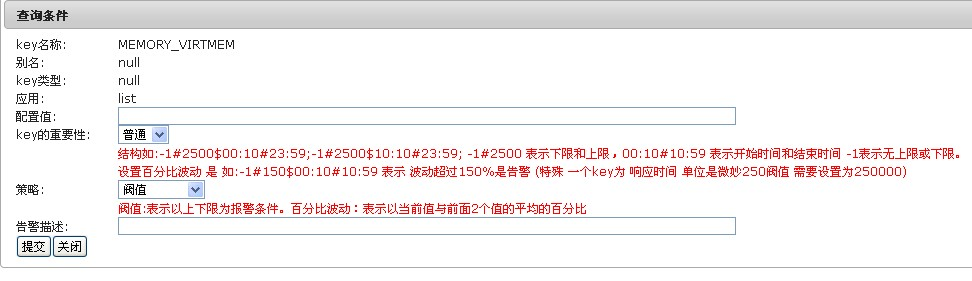 查询条件
key名称: MEMORY_VIRTMEM
别名: null
key类型: null
应用: list
配置值:
key的重要性: 普通
结构如:-1#2500$00:10#23:59;-1#2500$10:10#23:59; -1#2500 表示下限和上限，00:10#10:59 表示开始时间和结束时间 -1表示无上限或下限。
设置百分比波动 是 如:-1#150$00:10#10:59 表示 波动超过150%是告警 (特殊 一个key为 响应时间 单位是微妙250阀值 需要设置为250000)
策略: 阀值
阀值:表示以上下限为报警条件。百分比波动：表示以当前值与前面2个值的平均的百分比
告警描述:
提交 关闭